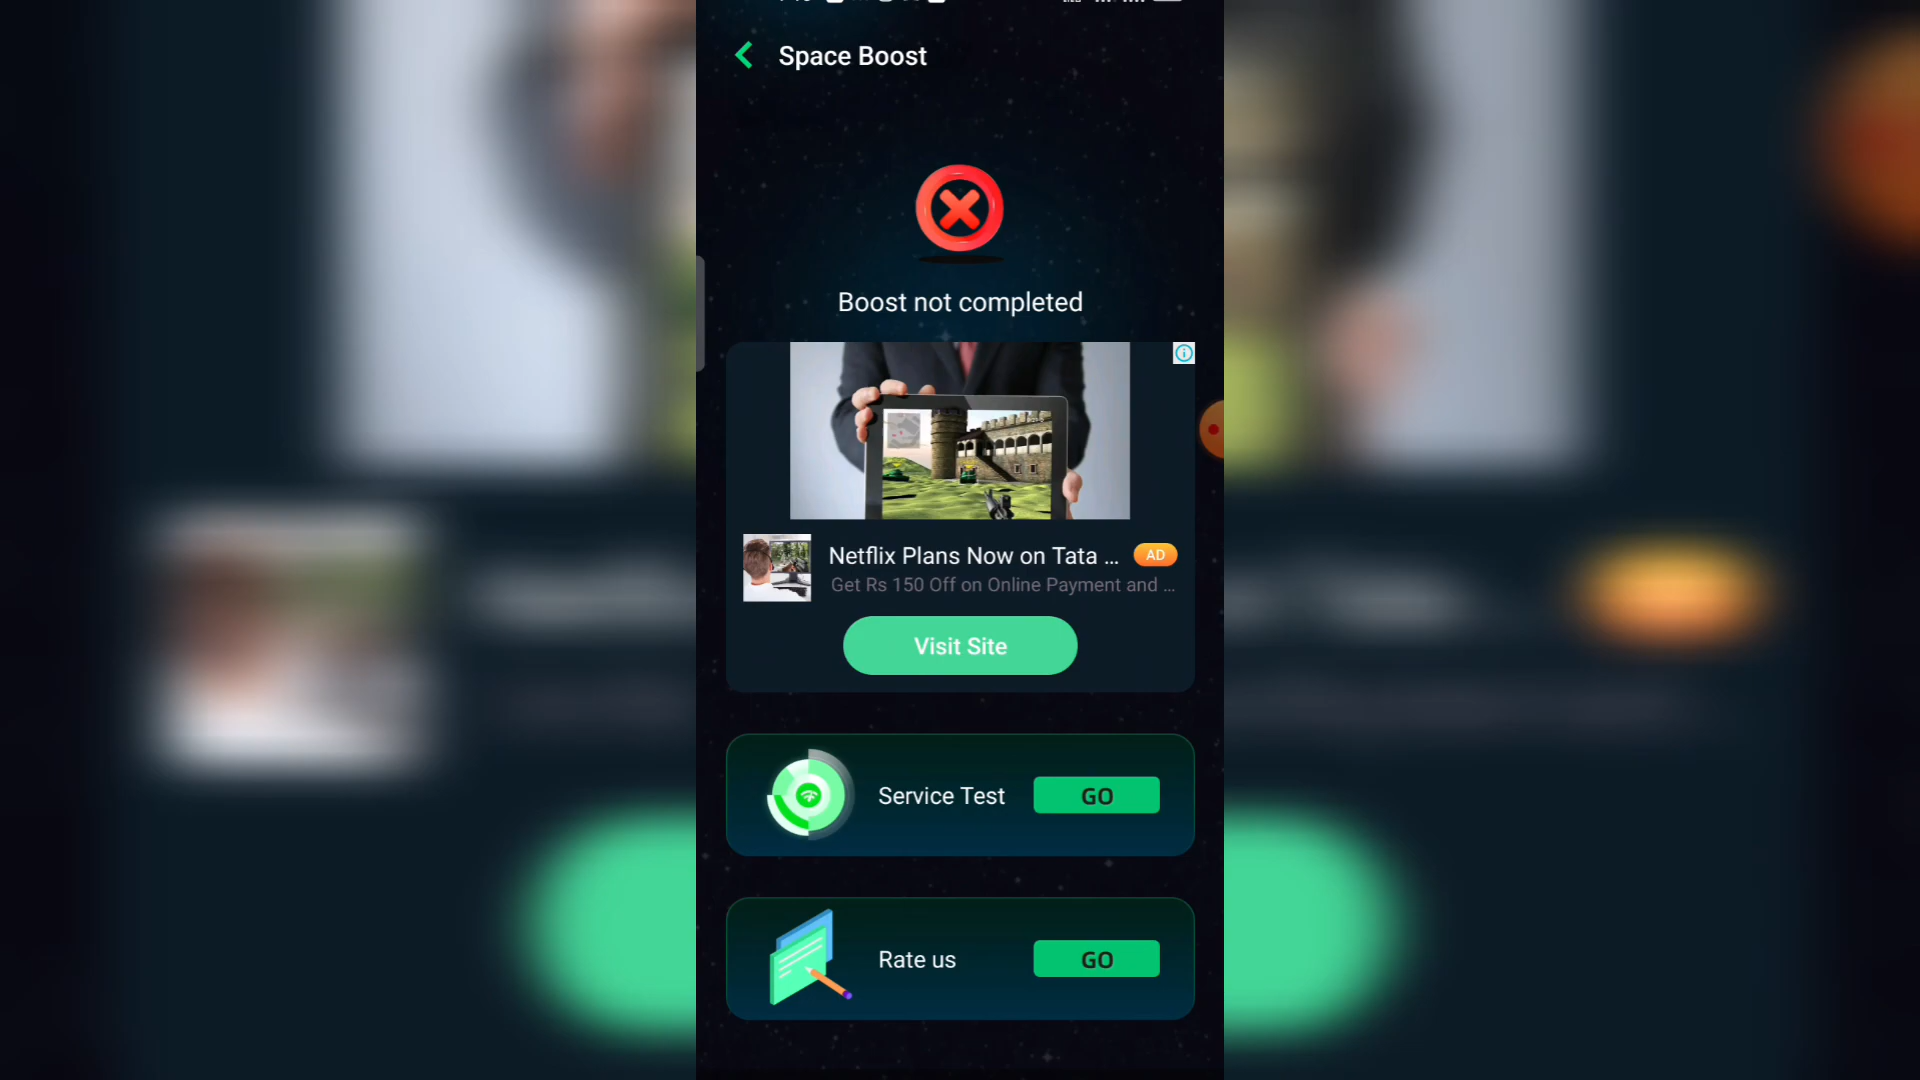 Space Boost
Boost not completed
Netflix Plans Now on Tata ...
AD
Get Rs 150 Off on Online Payment and ...
Visit Site
Service Test
GO
Rate us
GO